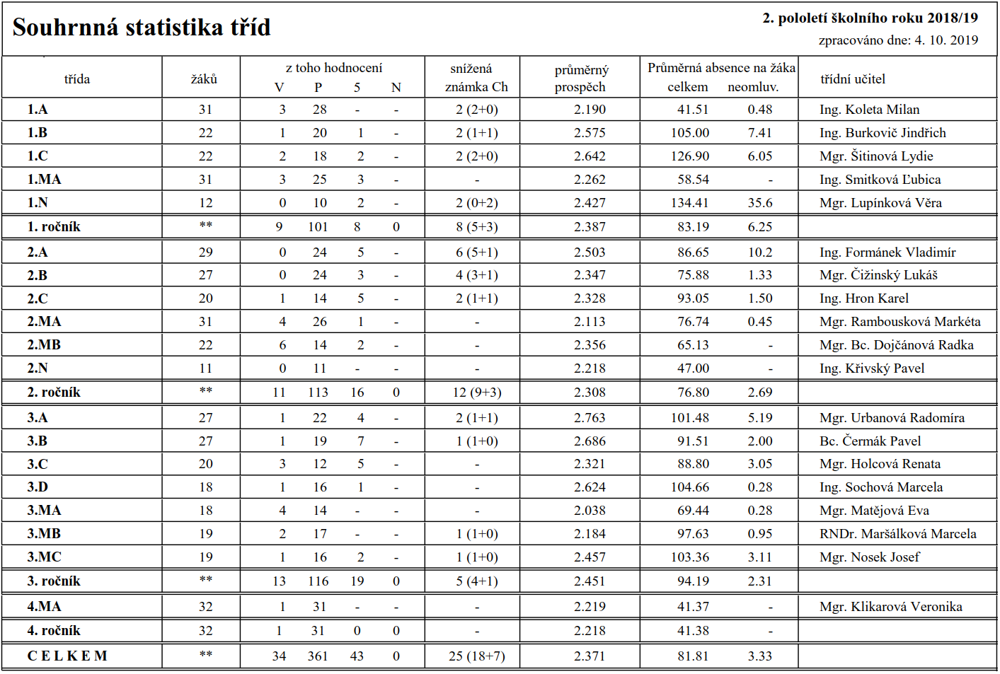 Souhrnná statistika tříd
2. pololetí školního roku 2018/19
zpracováno dne: 4. 10. 2019
třída žáků z toho hodnocení snížená průměrný Průměrná absence na žáka třídní učitel
V P 5 N známka Ch prospěch celkem neomluv.
1.A 31 3 28 - - 2 (2+0) 2.190 41.51 0.48 Ing. Koleta Milan
1.B 22 1 20 1 - 2 (1+1) 2.575 105.00 7.41 Ing. Burkovič Jindřich
1.C 22 2 18 2 - 2 (2+0) 2.642 126.90 6.05 Mgr. Šitinová Lydie
1.MA 31 3 25 3 - - 2.262 58.54 - Ing. Smitková Ľubica
1.N 12 0 10 2 - 2 (0+2) 2.427 134.41 35.6 Mgr. Lupínková Věra
1. ročník ** 9 101 8 0 8 (5+3) 2.387 83.19 6.25
2.A 29 0 24 5 - 6 (5+1) 2.503 86.65 10.2 Ing. Formánek Vladimír
2.B 27 0 24 3 - 4 (3+1) 2.347 75.88 1.33 Mgr. Čižinský Lukáš
2.C 20 1 14 5 - 2 (1+1) 2.328 93.05 1.50 Ing. Hron Karel
2.MA 31 4 26 1 - - 2.113 76.74 0.45 Mgr. Rambousková Markéta
2.MB 22 6 14 2 - - 2.356 65.13 - Mgr. Bc. Dojčánová Radka
2.N 11 0 11 - - - 2.218 47.00 - Ing. Křivský Pavel
2. ročník ** 11 113 16 0 12 (9+3) 2.308 76.80 2.69
3.A 27 1 22 4 - 2 (1+1) 2.763 101.48 5.19 Mgr. Urbanová Radomíra
3.B 27 1 19 7 - 1 (1+0) 2.686 91.51 2.00 Bc. Čermák Pavel
3.C 20 3 12 5 - - 2.321 88.80 3.05 Mgr. Holcová Renata
3.D 18 1 16 1 - - 2.624 104.66 0.28 Ing. Sochová Marcela
3.MA 18 4 14 - - - 2.038 69.44 0.28 Mgr. Matějová Eva
3.MB 19 2 17 - - 1 (1+0) 2.184 97.63 0.95 RNDr. Maršálková Marcela
3.MC 19 1 16 2 - 1 (1+0) 2.457 103.36 3.11 Mgr. Nosek Josef
3. ročník ** 13 116 19 0 5 (4+1) 2.451 94.19 2.31
4.MA 32 1 31 - - - 2.219 41.37 - Mgr. Klikarová Veronika
4. ročník 32 1 31 0 0 - 2.218 41.38 -
C E L K E M ** 34 361 43 0 25 (18+7) 2.371 81.81 3.33